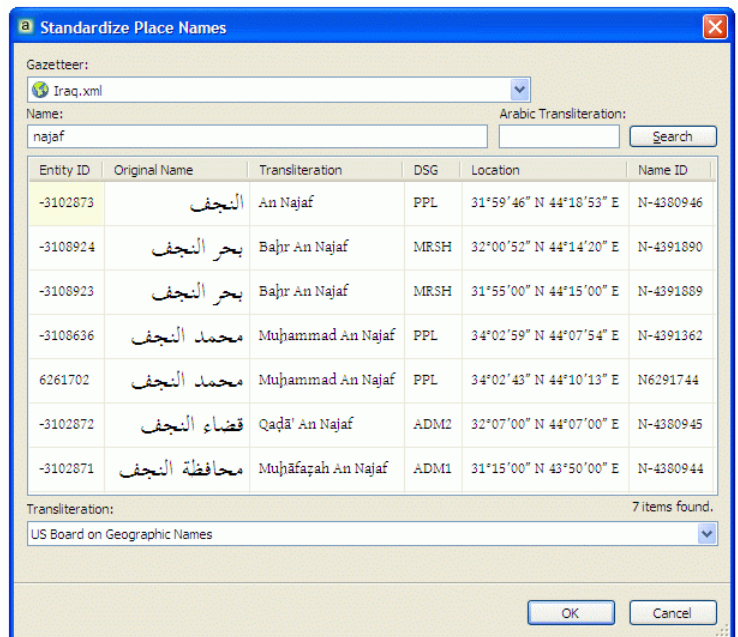 a Standardize Place Names
Gazetteer:
Iraq.xml
Name: Arabic Transliteration:
najaf Search
Entity ID Original Name Transliteration DSG Location Name ID
-3102873 النجف An Najaf PPL 31°59′46″ N 44°18′53″ E N-4380946
-3108924 بحر النجف Baḩr An Najaf MRSH 32°00′52″ N 44°14′20″ E N-4391890
-3108923 بحر النجف Baḩr An Najaf MRSH 31°55′00″ N 44°15′00″ E N-4391889
-3108636 محمد النجف Muḩammad An Najaf PPL 34°02′59″ N 44°07′54″ E N-4391362
6261702 محمد النجف Muḩammad An Najaf PPL 34°02′43″ N 44°10′13″ E N6291744
-3102872 قضاء النجف Qaḑā' An Najaf ADM2 32°07′00″ N 44°07′00″ E N-4380945
-3102871 محافظة النجف Muḩāfaz̧ah An Najaf ADM1 31°15′00″ N 43°50′00″ E N-4380944
Transliteration: 7 items found.
US Board on Geographic Names
OK Cancel